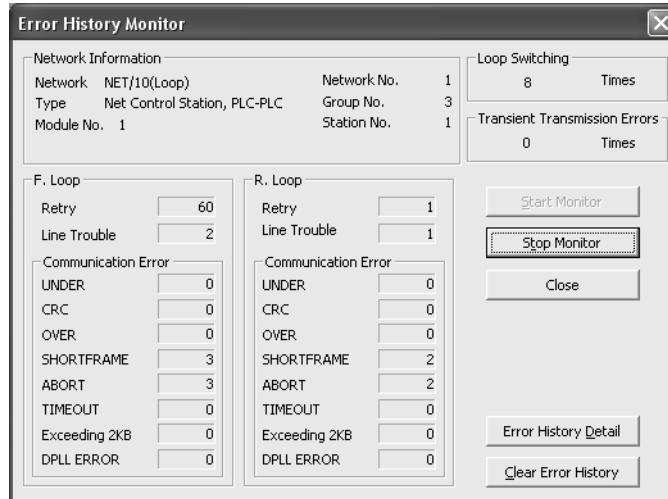 Error History Monitor
Network Information
Network NET/10(Loop) Network No. 1
Type Net Control Station, PLC-PLC Group No. 3
Module No. 1 Station No. 1
Loop Switching
8 Times
Transient Transmission Errors
0 Times
F. Loop
Retry 60
Line Trouble 2
Communication Error
UNDER 0
CRC 0
OVER 0
SHORTFRAME 3
ABORT 3
TIMEOUT 0
Exceeding 2KB 0
DPLL ERROR 0
R. Loop
Retry 1
Line Trouble 1
Communication Error
UNDER 0
CRC 0
OVER 0
SHORTFRAME 2
ABORT 2
TIMEOUT 0
Exceeding 2KB 0
DPLL ERROR 0
Start Monitor
Stop Monitor
Close
Error History Detail
Clear Error History